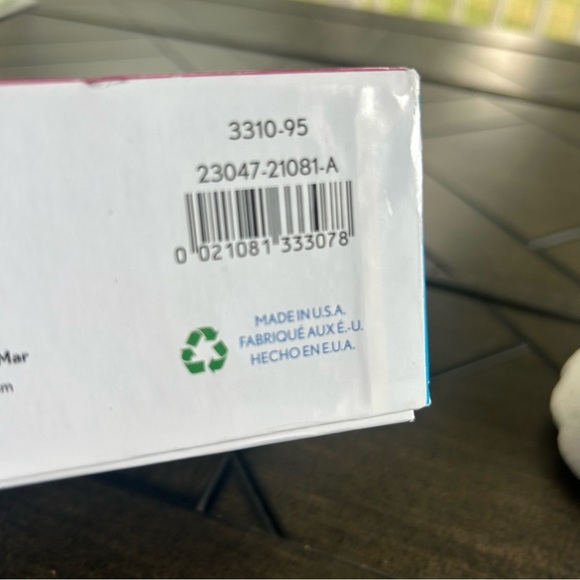 3310-95
23047-21081-A
0 021081 333078
MADE IN U.S.A.
FABRIQUÉ AUX É.-U.
HECHO EN E.U.A.
Mar
m